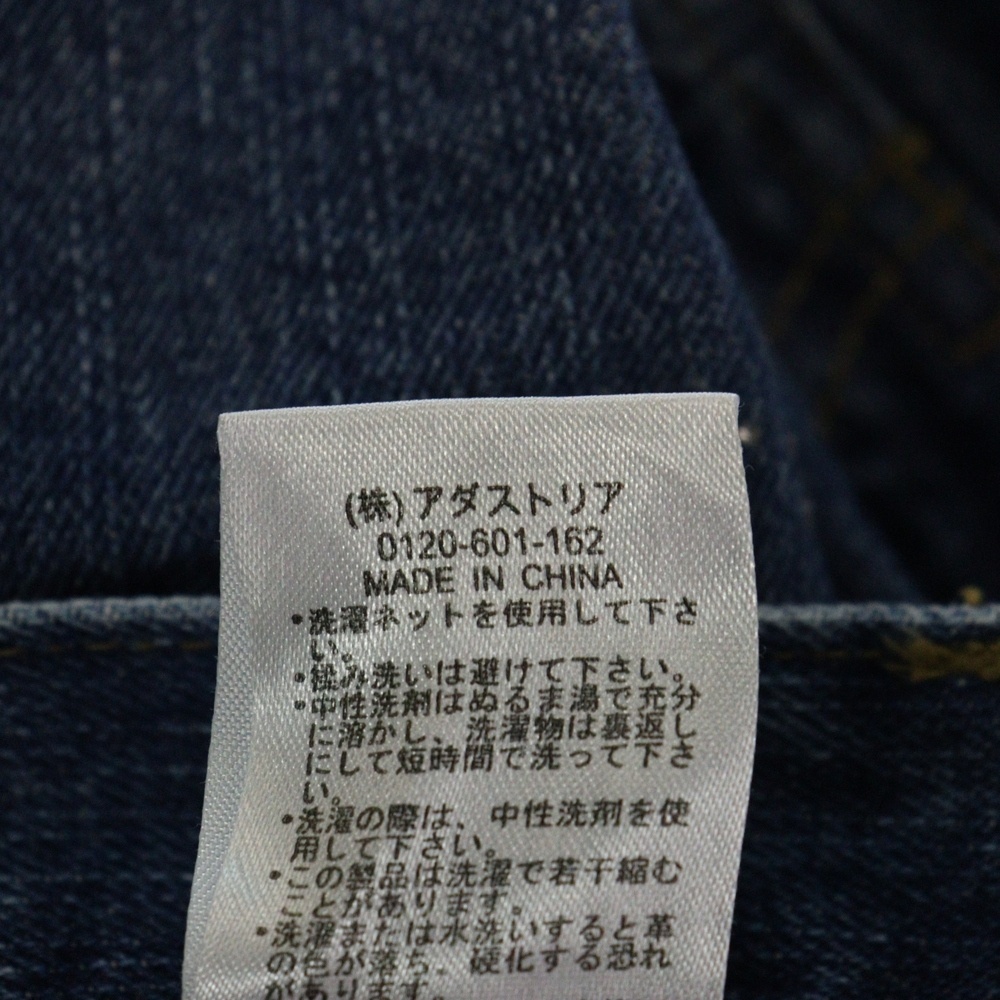 (株)アダストリア
0120-601-162
MADE IN CHINA
・洗濯ネットを使用して下さ
い。
・揉み洗いは避けて下さい。
・中性洗剤はぬるま湯で充分
に溶かし、洗濯物は裏返し
にして短時間で洗って下さ
い。
・洗濯の際は、中性洗剤を使
用して下さい。
・この製品は洗濯で若干縮む
ことがあります。
・洗濯または水洗いすると革
の色が落ち、硬化する恐れ
があります。